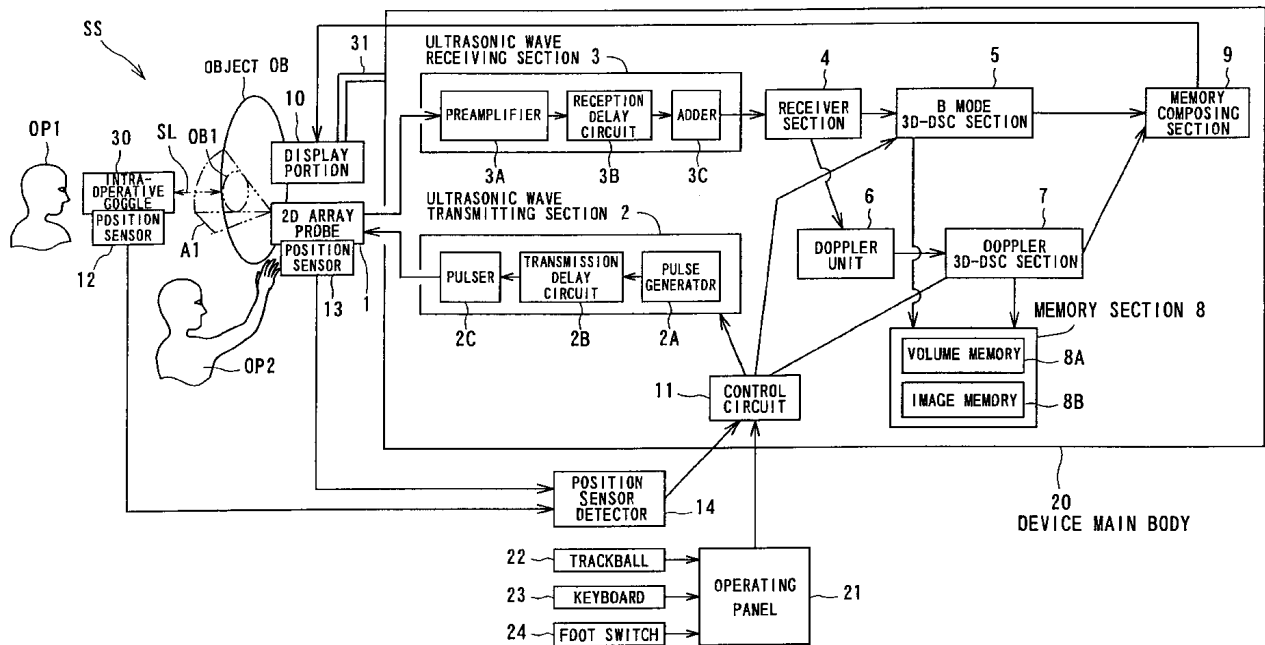 SS
OBJECT OB
31
ULTRASONIC WAVE
RECEIVING SECTION 3
4
5
9
OP1
30
SL
OB1
10
INTRA-
OPERATIVE
GOGGLE
POSITION
SENSOR
12
A1
DISPLAY
PORTION
2D ARRAY
PROBE
POSITION
SENSOR
13
1
OP2
PREAMPLIFIER
RECEPTION
DELAY
CIRCUIT
ADDER
3A
3B
3C
RECEIVER
SECTION
B MODE
3D-DSC SECTION
MEMORY
COMPOSING
SECTION
ULTRASONIC WAVE
TRANSMITTING SECTION 2
PULSER
TRANSMISSION
DELAY
CIRCUIT
PULSE
GENERATOR
2C
2B
2A
6
DOPPLER
UNIT
7
DOPPLER
3D-DSC SECTION
MEMORY SECTION 8
VOLUME MEMORY
8A
IMAGE MEMORY
8B
11
CONTROL
CIRCUIT
POSITION
SENSOR
DETECTOR
14
20
DEVICE MAIN BODY
22
TRACKBALL
23
KEYBOARD
24
FOOT SWITCH
OPERATING
PANEL
21